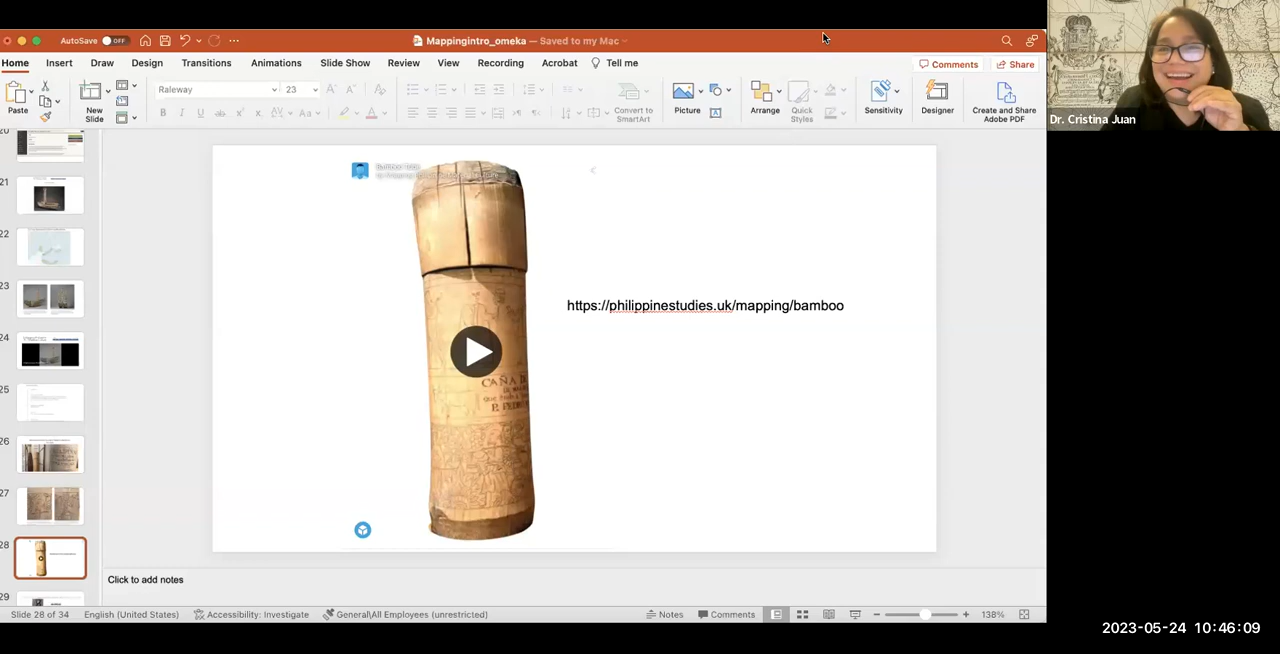 AutoSave OFF
Mappingintro_omeka — Saved to my Mac
Home Insert Draw Design Transitions Animations Slide Show Review View Recording Acrobat Tell me
Comments Share
Paste
New Slide
Raleway 23
Convert to SmartArt
Picture
Arrange
Quick Styles
Sensitivity
Designer
Create and Share Adobe PDF
Dr. Cristina Juan
20
21
22
23
24
25
26
27
28
29
Bamboo Tube
https://philippinestudies.uk/mapping/bamboo
CAÑA D
P. PEDR
Click to add notes
Slide 28 of 34 English (United States) Accessibility: Investigate General\All Employees (unrestricted) Notes Comments 138%
2023-05-24 10:46:09